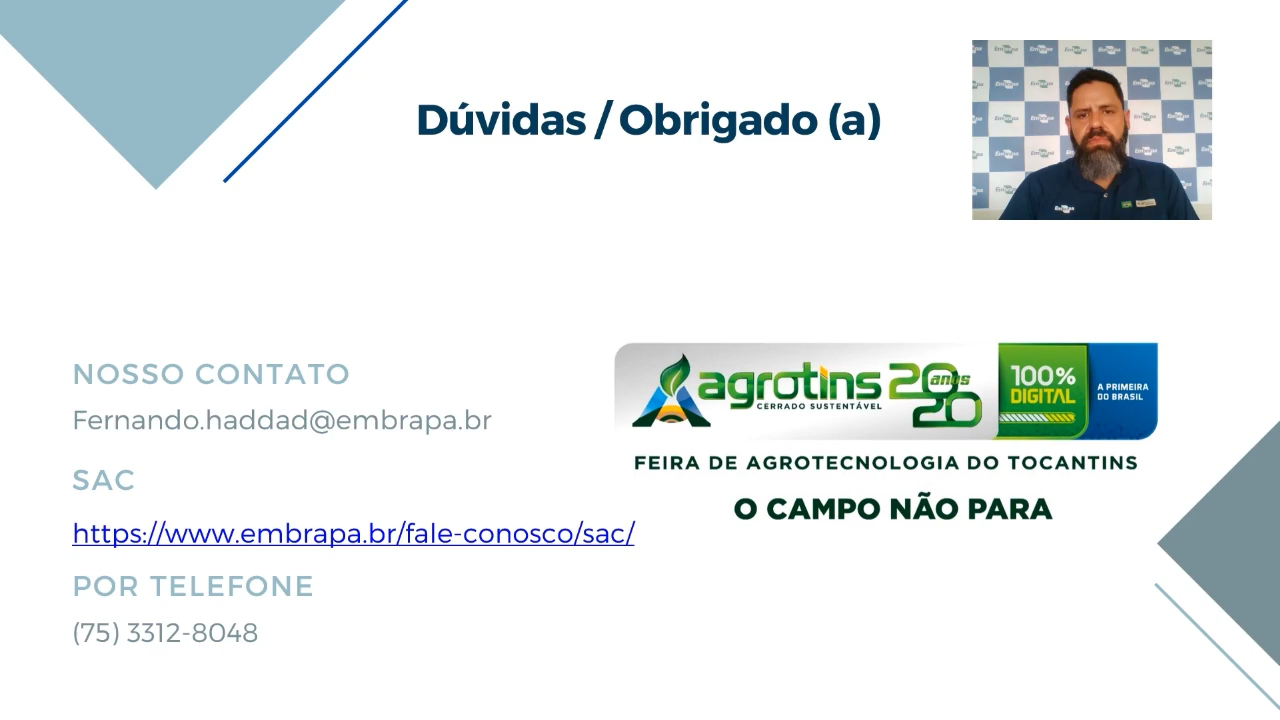 Dúvidas / Obrigado (a)
NOSSO CONTATO
Fernando.haddad@embrapa.br
SAC
https://www.embrapa.br/fale-conosco/sac/
POR TELEFONE
(75) 3312-8048
agrotins 2020 anos
CERRADO SUSTENTÁVEL
100%
DIGITAL
A PRIMEIRA
DO BRASIL
FEIRA DE AGROTECNOLOGIA DO TOCANTINS
O CAMPO NÃO PARA